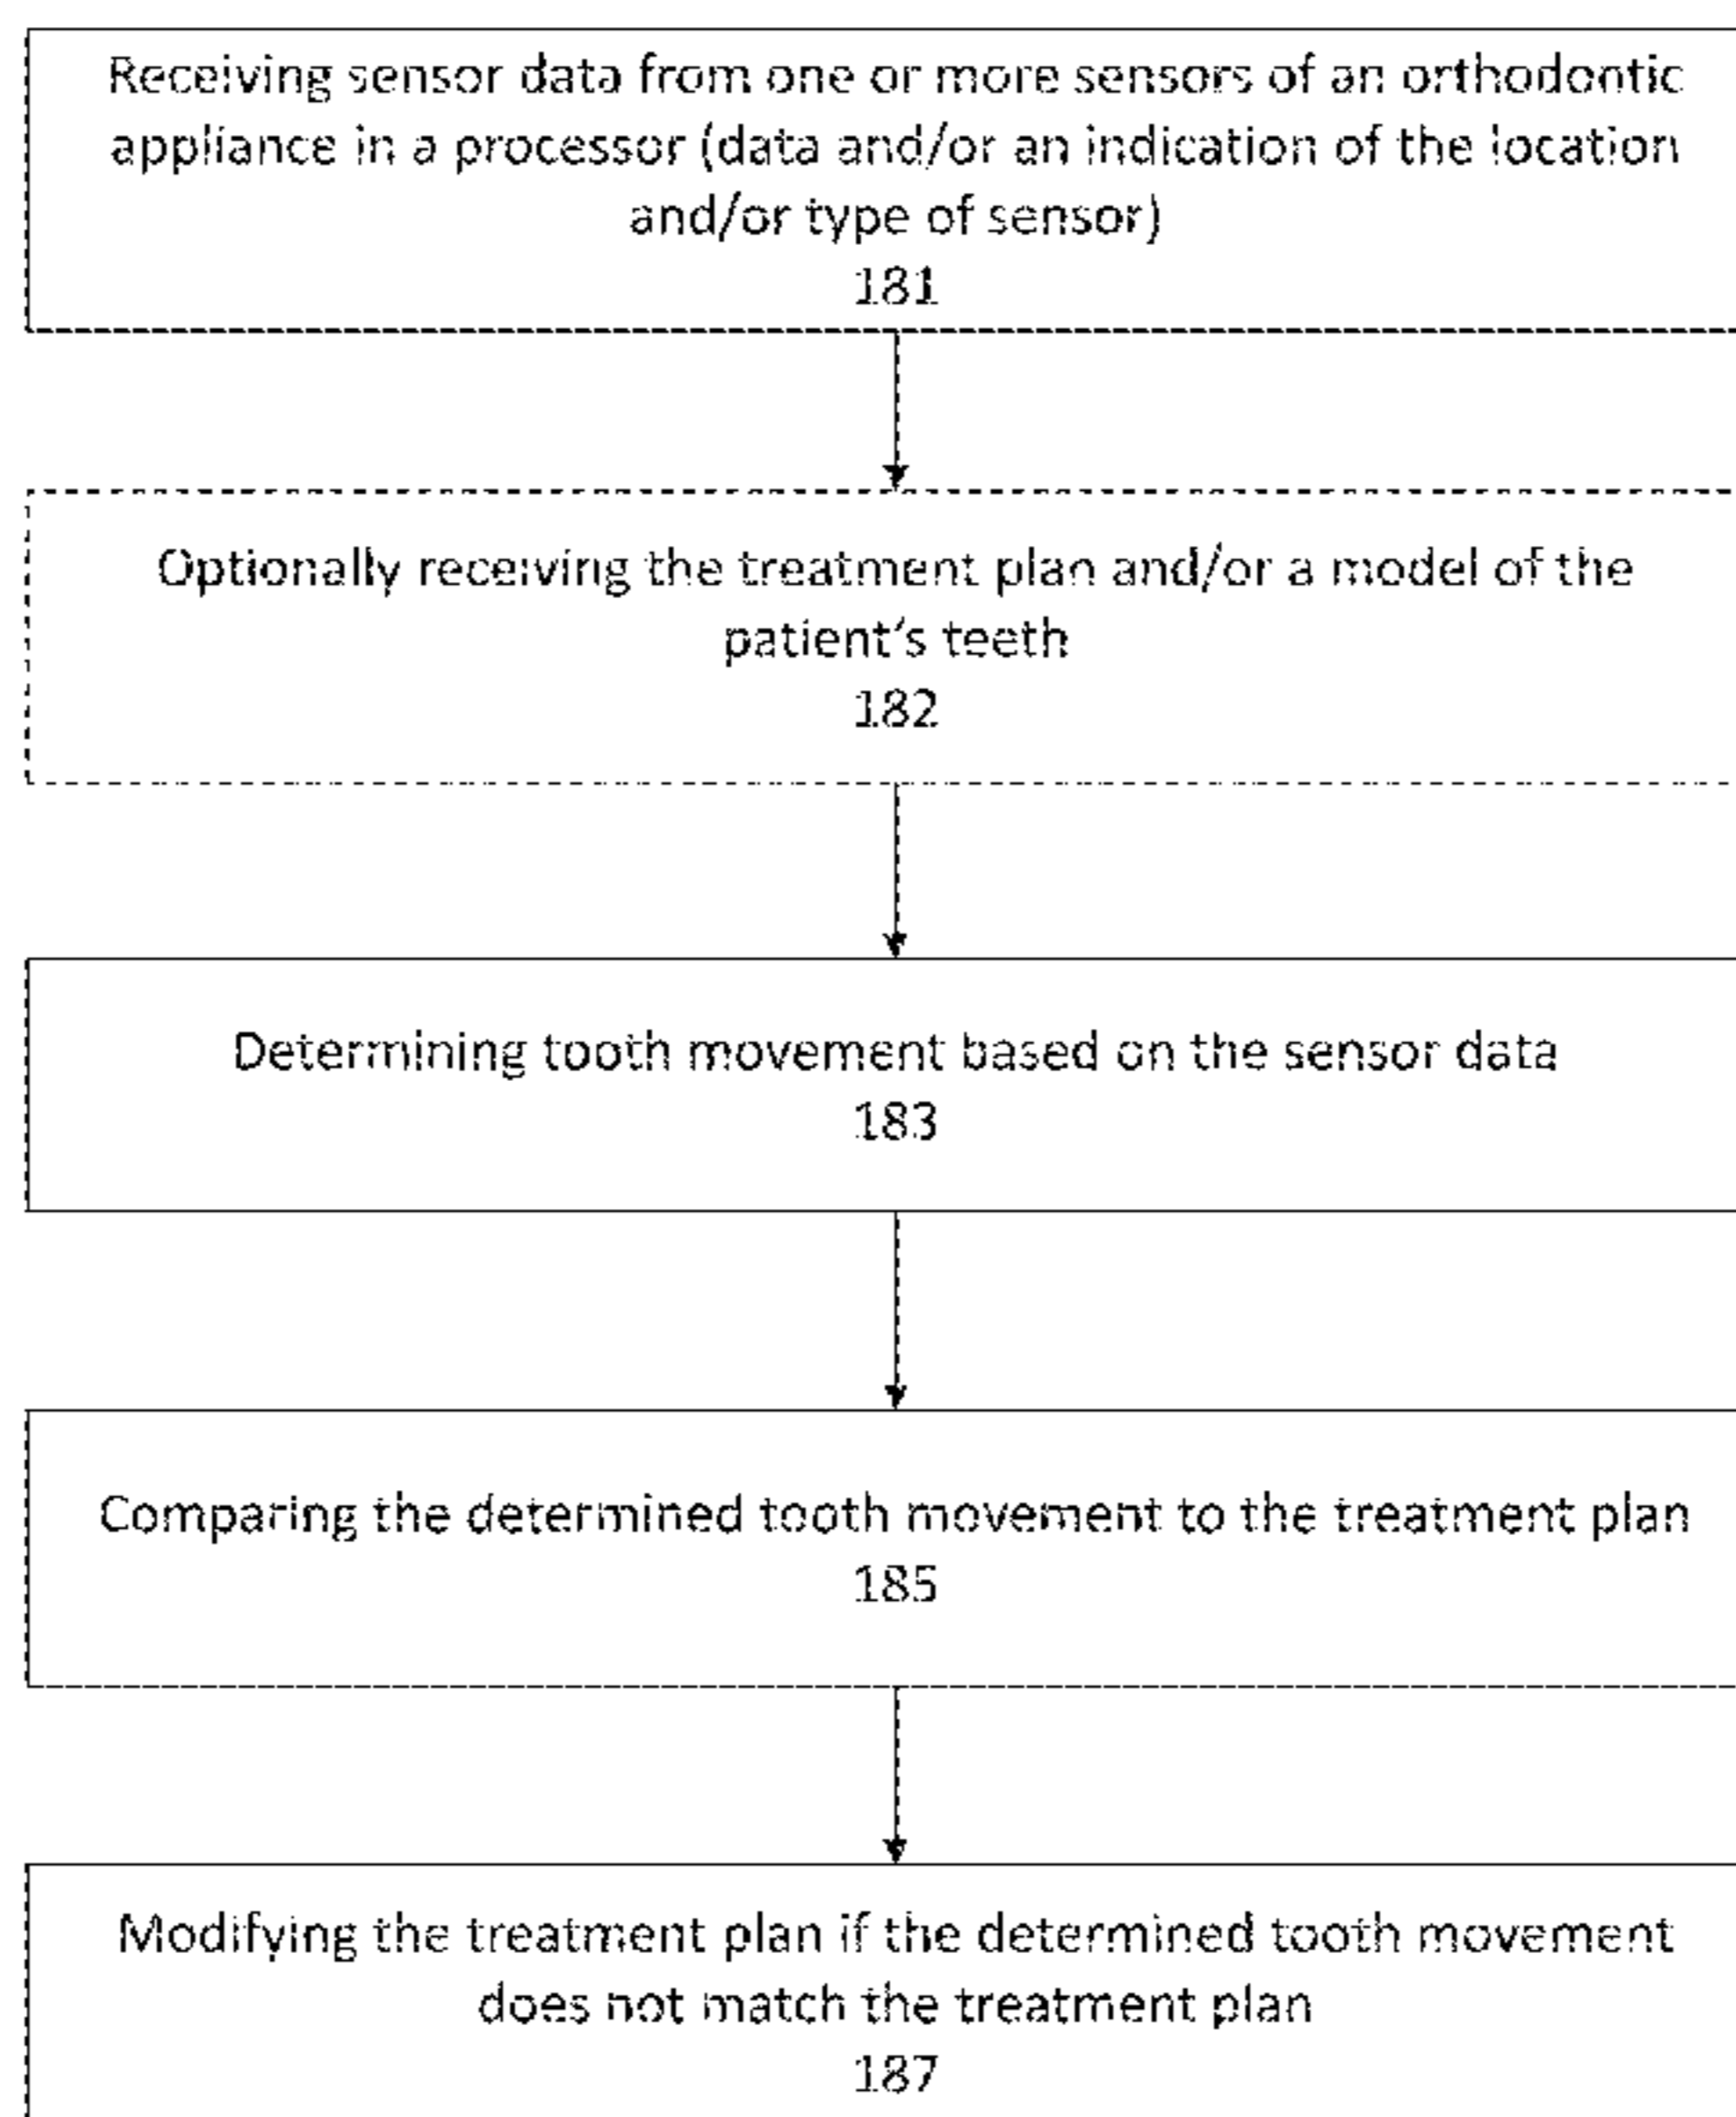 Receiving sensor data from one or more sensors of an orthodontic
appliance in a processor (data and/or an indication of the location
and/or type of sensor)
181
Optionally receiving the treatment plan and/or a model of the
patient's teeth
182
Determining tooth movement based on the sensor data
183
Comparing the determined tooth movement to the treatment plan
185
Modifying the treatment plan if the determined tooth movement
does not match the treatment plan
187